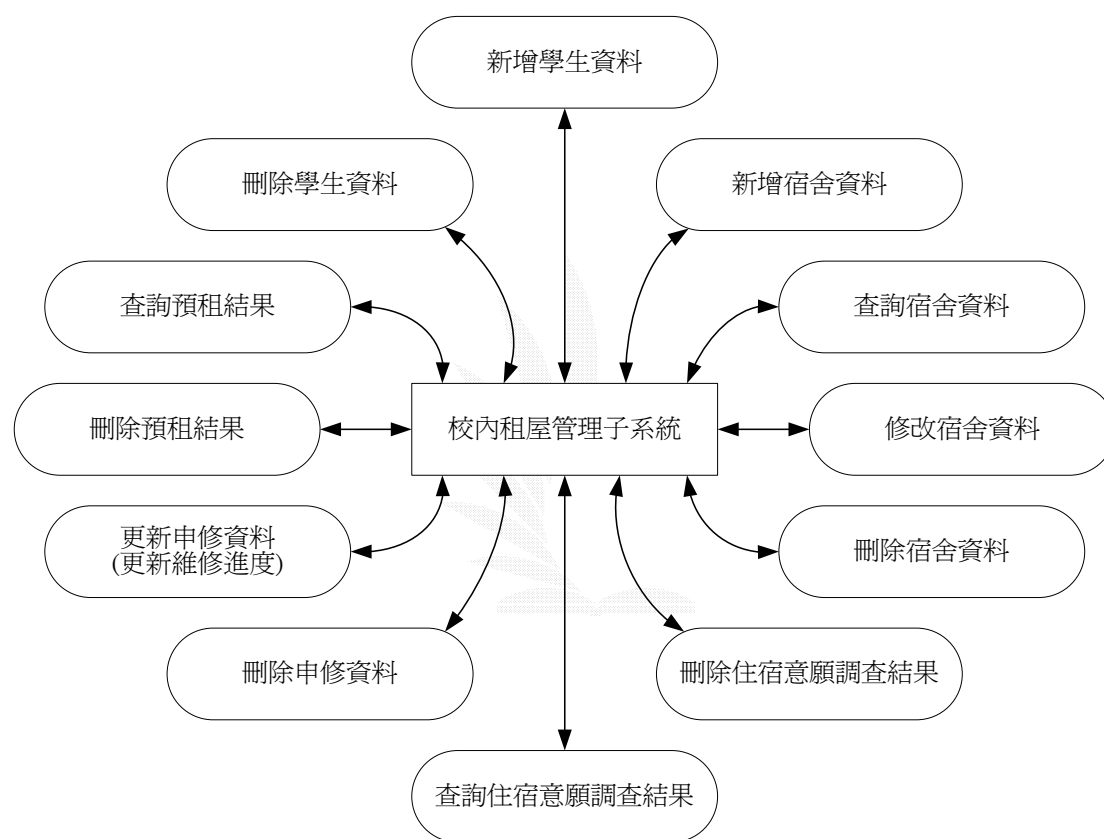 新增學生資料
刪除學生資料
新增宿舍資料
查詢預租結果
查詢宿舍資料
刪除預租結果
校內租屋管理子系統
修改宿舍資料
更新申修資料
(更新維修進度)
刪除宿舍資料
刪除申修資料
刪除住宿意願調查結果
查詢住宿意願調查結果